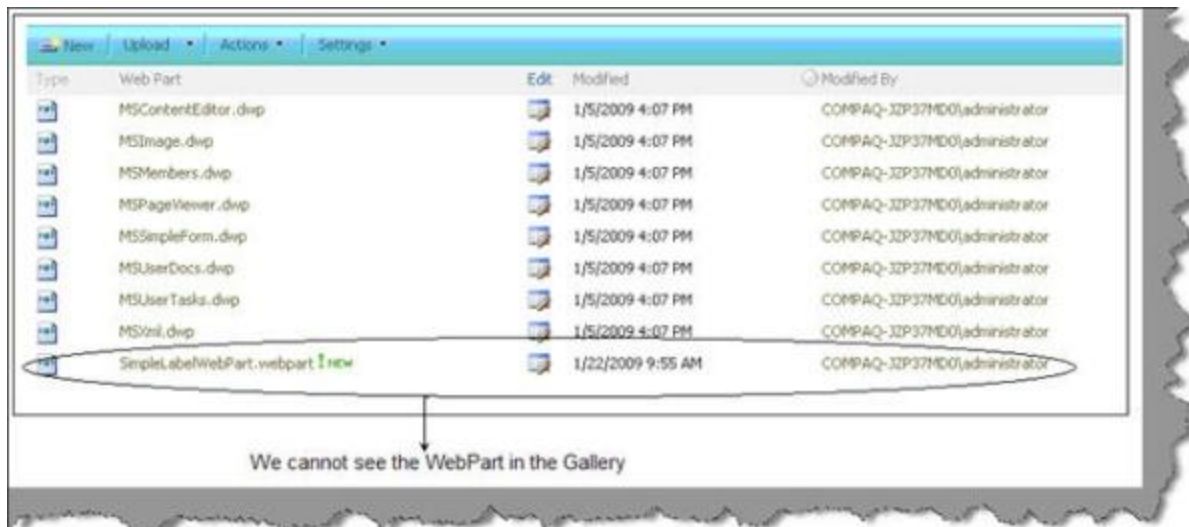 New Upload Actions Settings
Type Web Part Edit Modified Modified By
MSContentEditor.dwp 1/5/2009 4:07 PM COMPAQ-JZP37MD0\administrator
MSImage.dwp 1/5/2009 4:07 PM COMPAQ-JZP37MD0\administrator
MSMembers.dwp 1/5/2009 4:07 PM COMPAQ-JZP37MD0\administrator
MSPageViewer.dwp 1/5/2009 4:07 PM COMPAQ-JZP37MD0\administrator
MSSimpleForm.dwp 1/5/2009 4:07 PM COMPAQ-JZP37MD0\administrator
MSUserDocs.dwp 1/5/2009 4:07 PM COMPAQ-JZP37MD0\administrator
MSUserTasks.dwp 1/5/2009 4:07 PM COMPAQ-JZP37MD0\administrator
MSXml.dwp 1/5/2009 4:07 PM COMPAQ-JZP37MD0\administrator
SimpleLabelWebPart.webpart ! NEW 1/22/2009 9:55 AM COMPAQ-JZP37MD0\administrator
We cannot see the WebPart in the Gallery